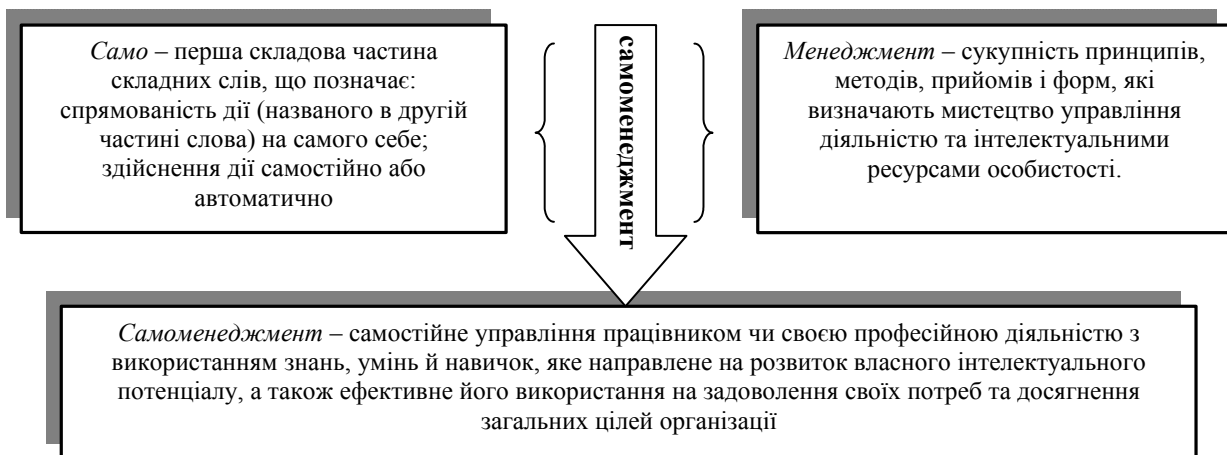 Само – перша складова частина
складних слів, що позначає:
спрямованість дії (названого в другій
частині слова) на самого себе;
здійснення дії самостійно або
автоматично
самоменеджмент
Менеджмент – сукупність принципів,
методів, прийомів і форм, які
визначають мистецтво управління
діяльністю та інтелектуальними
ресурсами особистості.
Самоменеджмент – самостійне управління працівником чи своєю професійною діяльністю з
використанням знань, умінь й навичок, яке направлене на розвиток власного інтелектуального
потенціалу, а також ефективне його використання на задоволення своїх потреб та досягнення
загальних цілей організації